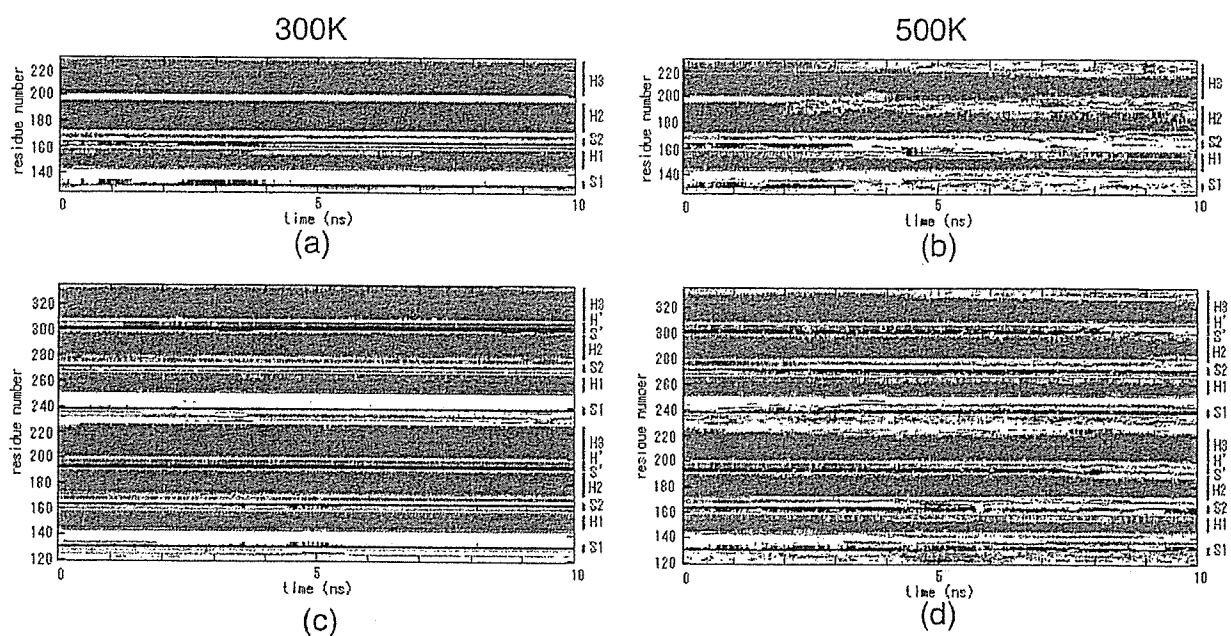 300K
500K
residue number
220
200
180
160
140
H3
H2
S2
H1
S1
0
5
10
time (ns)
(a)
residue number
220
200
180
160
140
H3
H2
S2
H1
S1
0
5
10
time (ns)
(b)
residue number
320
300
280
260
240
220
200
180
160
140
120
H3
H'
S'
H2
S2
H1
S1
H3
H'
S'
H2
S2
H1
S1
0
5
10
time (ns)
(c)
residue numer
320
300
280
260
240
220
200
180
160
140
120
H3
H'
S'
H2
S2
H1
S1
H3
H'
S'
H2
S2
H1
S1
0
5
10
time (ns)
(d)